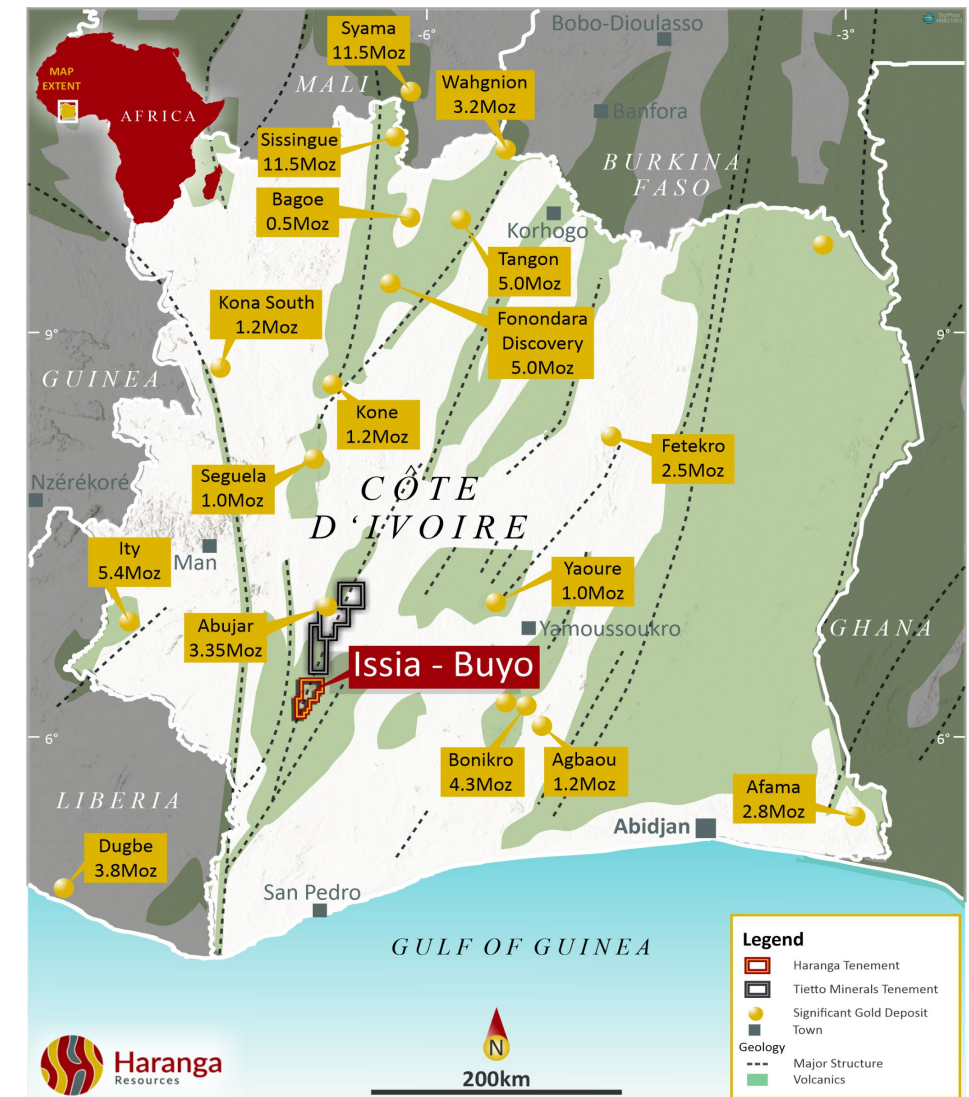 Syama
11.5Moz
-6°
Bobo-Dioulasso
-3°
MAP
EXTENT
AFRICA
MALI
Wahgnion
3.2Moz
Banfora
Sissingue
11.5Moz
BURKINA
FASO
Bagoe
0.5Moz
Korhogo
Tangon
5.0Moz
Kona South
1.2Moz
Fonondara
Discovery
5.0Moz
9°
9°
GUINEA
Kone
1.2Moz
Fetekro
2.5Moz
Seguela
1.0Moz
Nzérékoré
CÔTE
D'IVOIRE
Ity
5.4Moz
Man
Yaoure
1.0Moz
Abujar
3.35Moz
Yamoussoukro
GHANA
Issia - Buyo
6°
6°
Bonikro
4.3Moz
Agbaou
1.2Moz
LIBERIA
Afama
2.8Moz
Abidjan
Dugbe
3.8Moz
San Pedro
GULF OF GUINEA
Legend
Haranga Tenement
Tietto Minerals Tenement
Significant Gold Deposit
Town
Geology
Major Structure
Volcanics
N
200km
Haranga
Resources